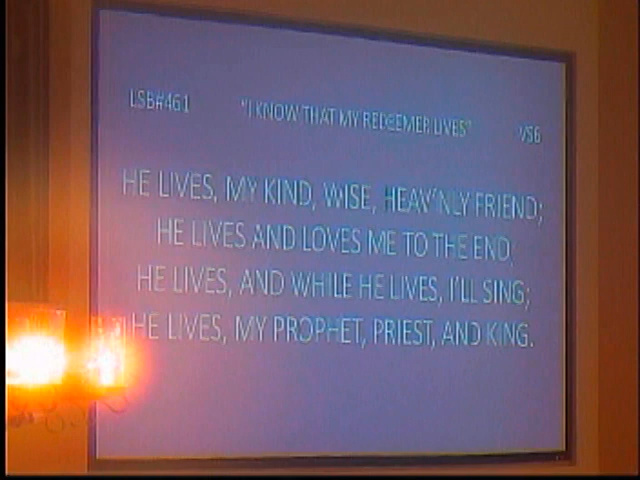 LSB#461 "I KNOW THAT MY REDEEMER LIVES" VS6
HE LIVES, MY KIND, WISE, HEAV'NLY FRIEND;
HE LIVES AND LOVES ME TO THE END;
HE LIVES, AND WHILE HE LIVES, I'LL SING;
HE LIVES, MY PROPHET, PRIEST, AND KING.